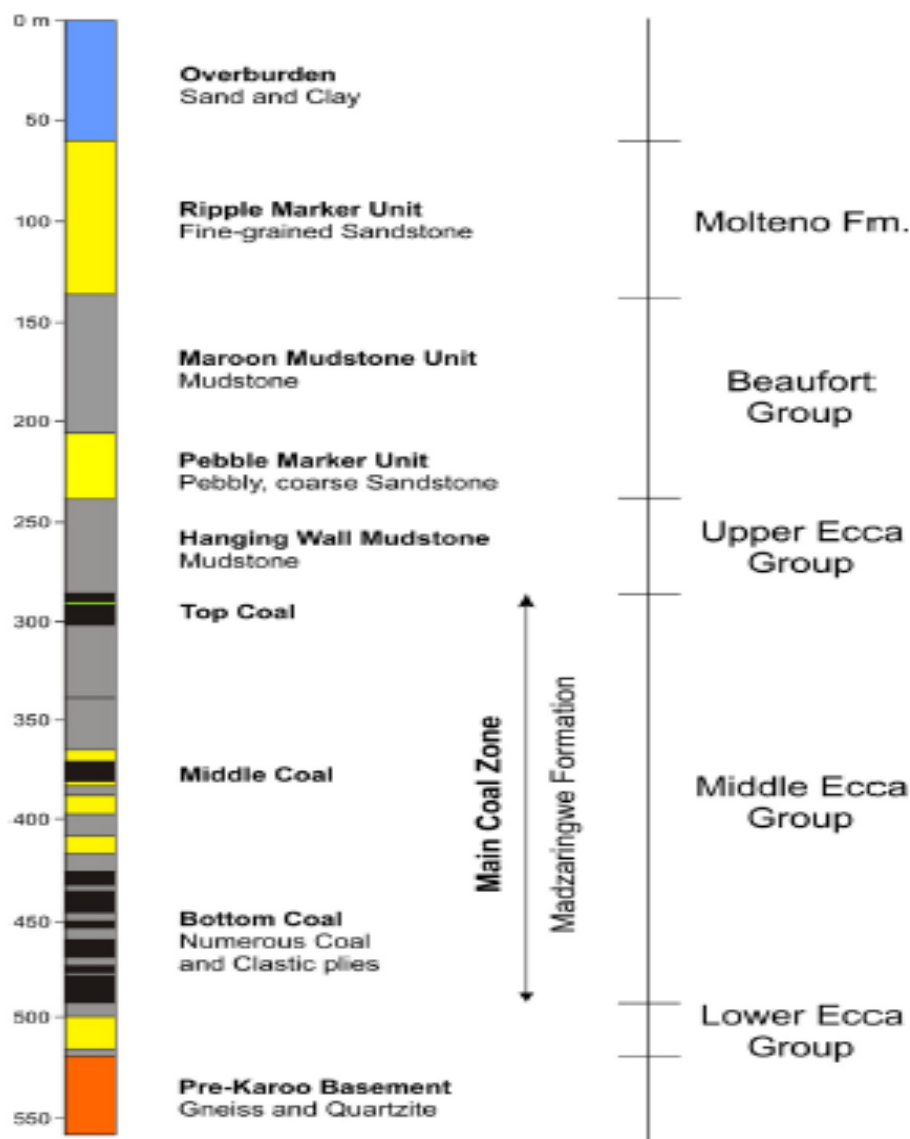 0 m
50
100
150
200
250
300
350
400
450
500
550
Overburden
Sand and Clay
Ripple Marker Unit
Fine-grained Sandstone
Maroon Mudstone Unit
Mudstone
Pebble Marker Unit
Pebbly, coarse Sandstone
Hanging Wall Mudstone
Mudstone
Top Coal
Middle Coal
Bottom Coal
Numerous Coal
and Clastic plies
Pre-Karoo Basement
Gneiss and Quartzite
Main Coal Zone
Madzaringwe Formation
Molteno Fm.
Beaufort
Group
Upper Ecca
Group
Middle Ecca
Group
Lower Ecca
Group